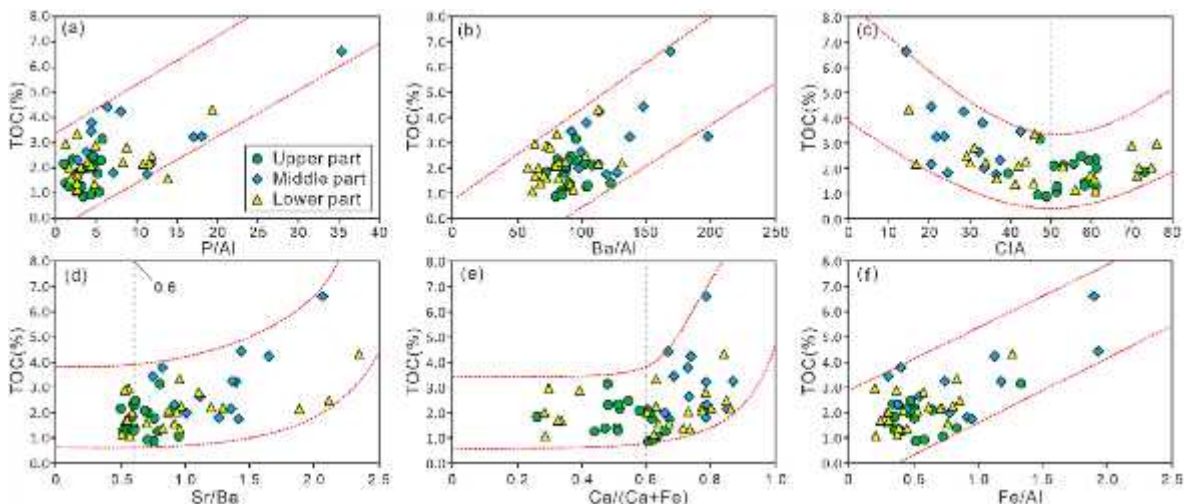 (a)
TOC(%)
8.0
7.0
6.0
5.0
4.0
3.0
2.0
1.0
0.0
Upper part
Middle part
Lower part
0 5 10 15 20 25 30 35 40
P/Al
(b)
TOC(%)
8.0
7.0
6.0
5.0
4.0
3.0
2.0
1.0
0.0
0 50 100 150 200 250
Ba/Al
(c)
TOC(%)
8.0
7.0
6.0
5.0
4.0
3.0
2.0
1.0
0.0
0 10 20 30 40 50 60 70 80
CIA
(d)
0.6
TOC(%)
8.0
7.0
6.0
5.0
4.0
3.0
2.0
1.0
0.0
0.0 0.5 1.0 1.5 2.0 2.5
Sr/Ba
(e)
TOC(%)
8.0
7.0
6.0
5.0
4.0
3.0
2.0
1.0
0.0
0.0 0.2 0.4 0.6 0.8 1.0
Ca/(Ca+Fe)
(f)
TOC(%)
8.0
7.0
6.0
5.0
4.0
3.0
2.0
1.0
0.0
0.0 0.5 1.0 1.5 2.0 2.5
Fe/Al